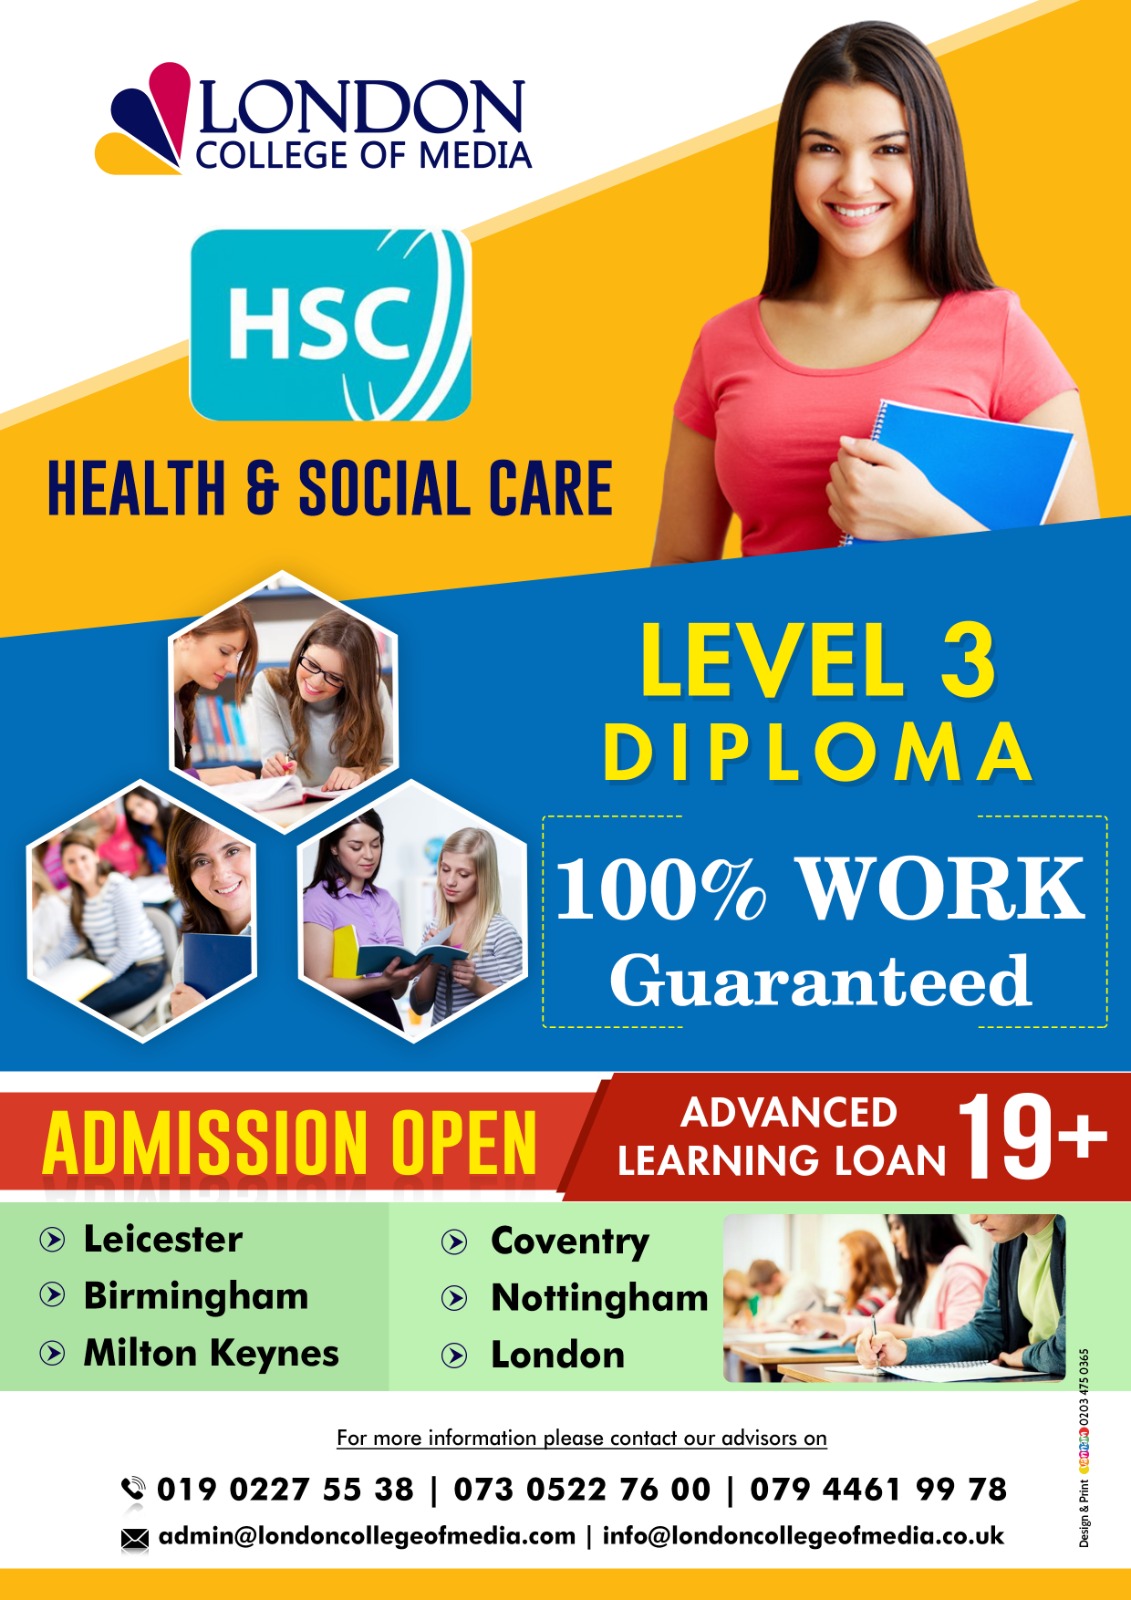 LONDON
COLLEGE OF MEDIA
HSC
HEALTH & SOCIAL CARE
LEVEL 3
DIPLOMA
100% WORK
Guaranteed
ADMISSION OPEN
ADVANCED
LEARNING LOAN 19+
Leicester
Birmingham
Milton Keynes
Coventry
Nottingham
London
For more information please contact our advisors on
019 0227 55 38 | 073 0522 76 00 | 079 4461 99 78
admin@londoncollegeofmedia.com | info@londoncollegeofmedia.co.uk
Design & Print 0203 475 0365